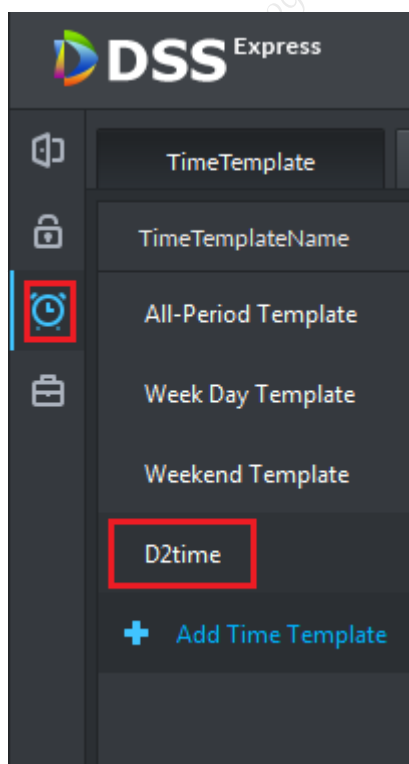 DSS Express
TimeTemplate
TimeTemplateName
All-Period Template
Week Day Template
Weekend Template
D2time
Add Time Template